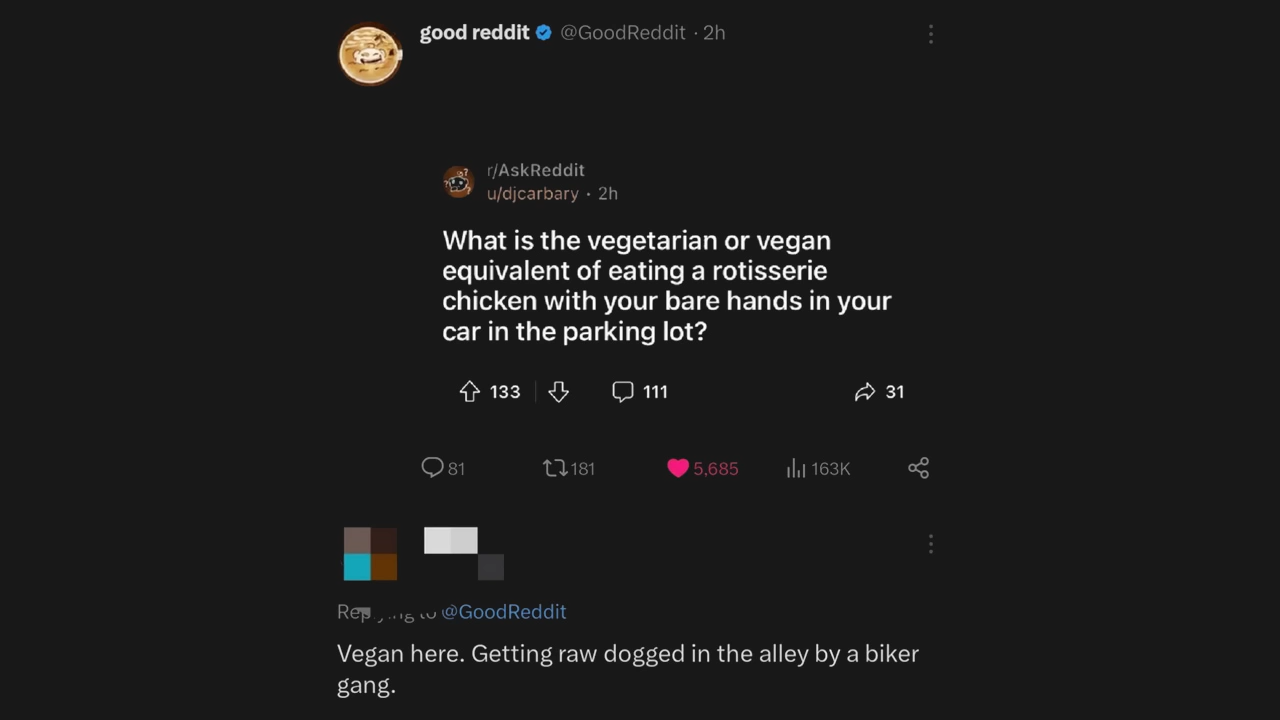 good reddit @GoodReddit · 2h
r/AskReddit
u/djcarbary · 2h
What is the vegetarian or vegan
equivalent of eating a rotisserie
chicken with your bare hands in your
car in the parking lot?
133 111 31
81 181 5,685 163K
@GoodReddit
Vegan here. Getting raw dogged in the alley by a biker
gang.